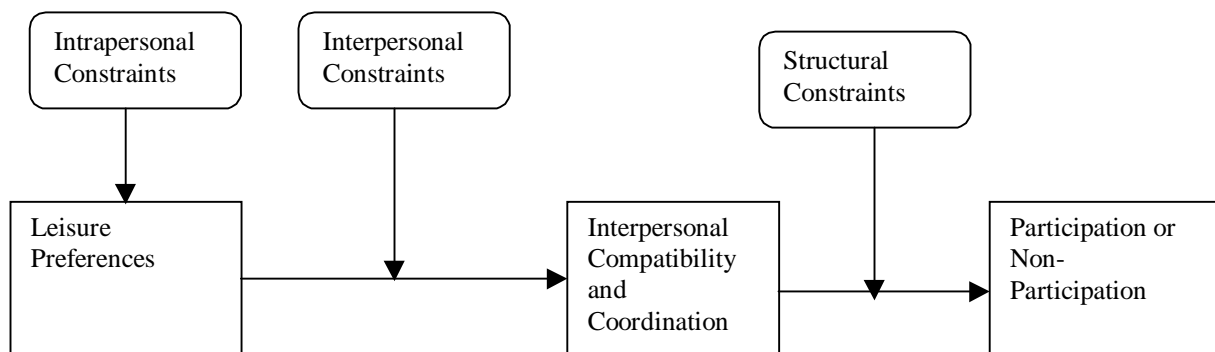 Intrapersonal
Constraints
Interpersonal
Constraints
Structural
Constraints
Leisure
Preferences
Interpersonal
Compatibility
and
Coordination
Participation or
Non-
Participation